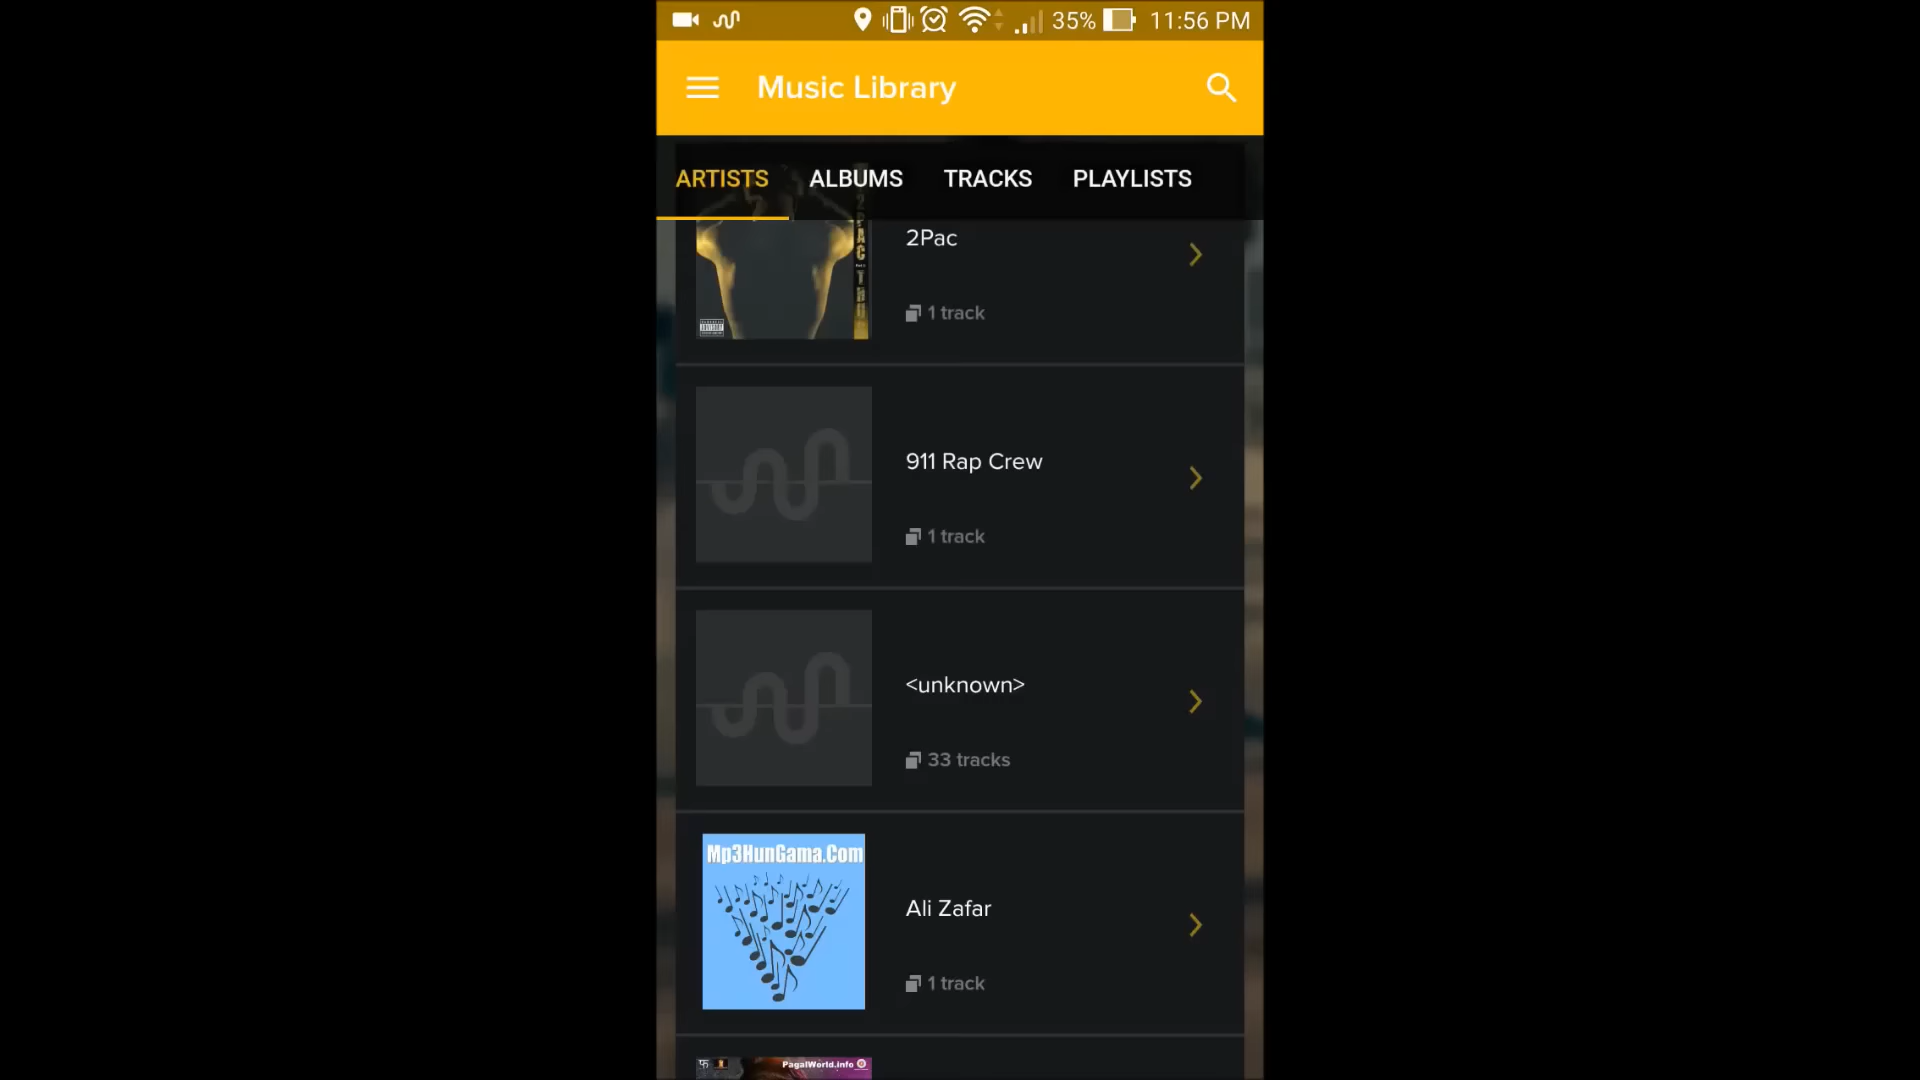 35% 11:56 PM
Music Library
ARTISTS ALBUMS TRACKS PLAYLISTS
2Pac
1 track
911 Rap Crew
1 track
<unknown>
33 tracks
Mp3HunGama.Com
Ali Zafar
1 track
PagalWorld.info